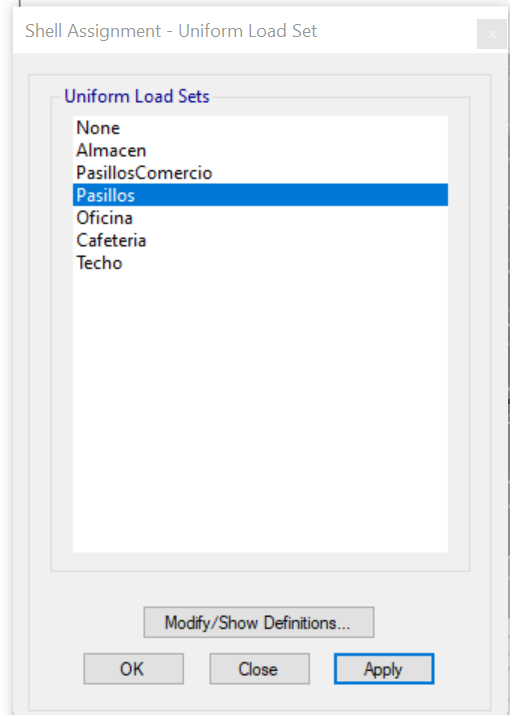 Shell Assignment - Uniform Load Set
Uniform Load Sets
None
Almacen
PasillosComercio
Pasillos
Oficina
Cafeteria
Techo
Modify/Show Definitions...
OK
Close
Apply